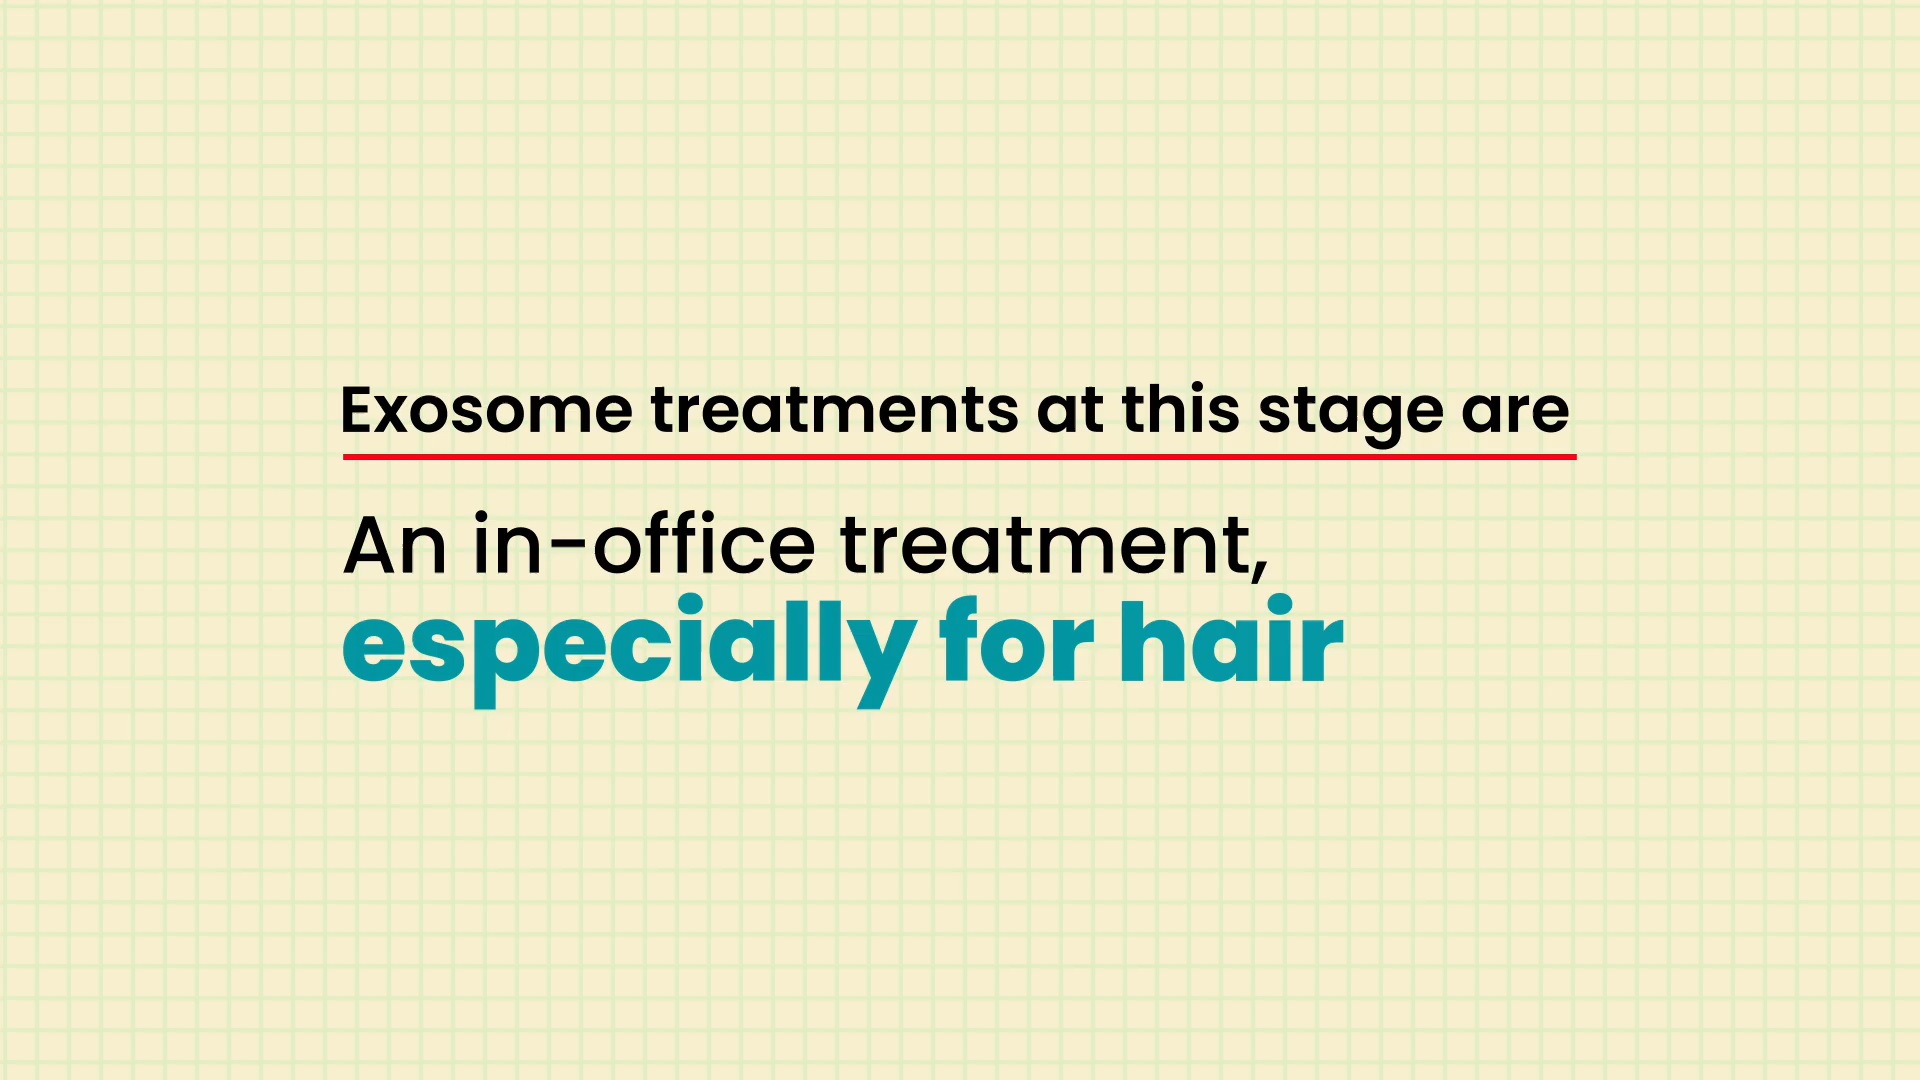 Exosome treatments at this stage are
An in-office treatment,
especially for hair